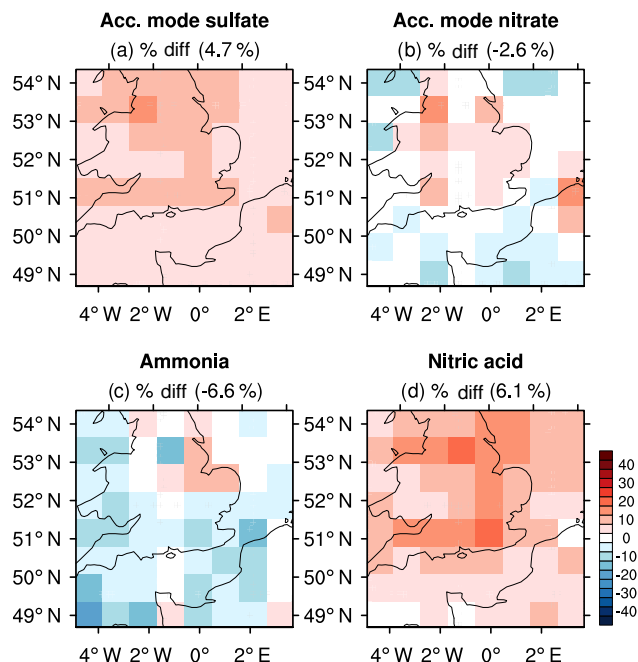 Acc. mode sulfate
(a) % diff (4.7 %)
Acc. mode nitrate
(b) % diff (-2.6 %)
54° N
53° N
52° N
51° N
50° N
49° N
4° W 2° W 0° 2° E
54° N
53° N
52° N
51° N
50° N
49° N
4° W 2° W 0° 2° E
Ammonia
(c) % diff (-6.6 %)
Nitric acid
(d) % diff (6.1 %)
54° N
53° N
52° N
51° N
50° N
49° N
4° W 2° W 0° 2° E
54° N
53° N
52° N
51° N
50° N
49° N
4° W 2° W 0° 2° E
40
30
20
10
0
-10
-20
-30
-40